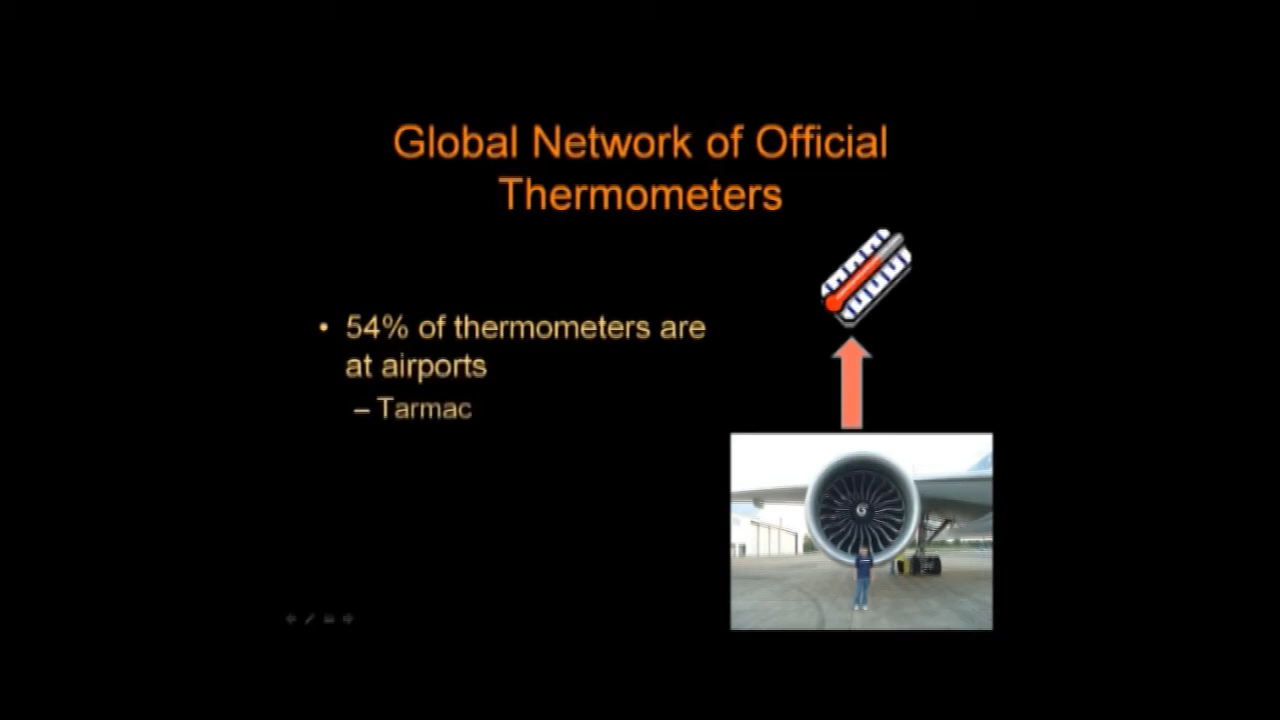 Global Network of Official
Thermometers
• 54% of thermometers are
at airports
– Tarmac